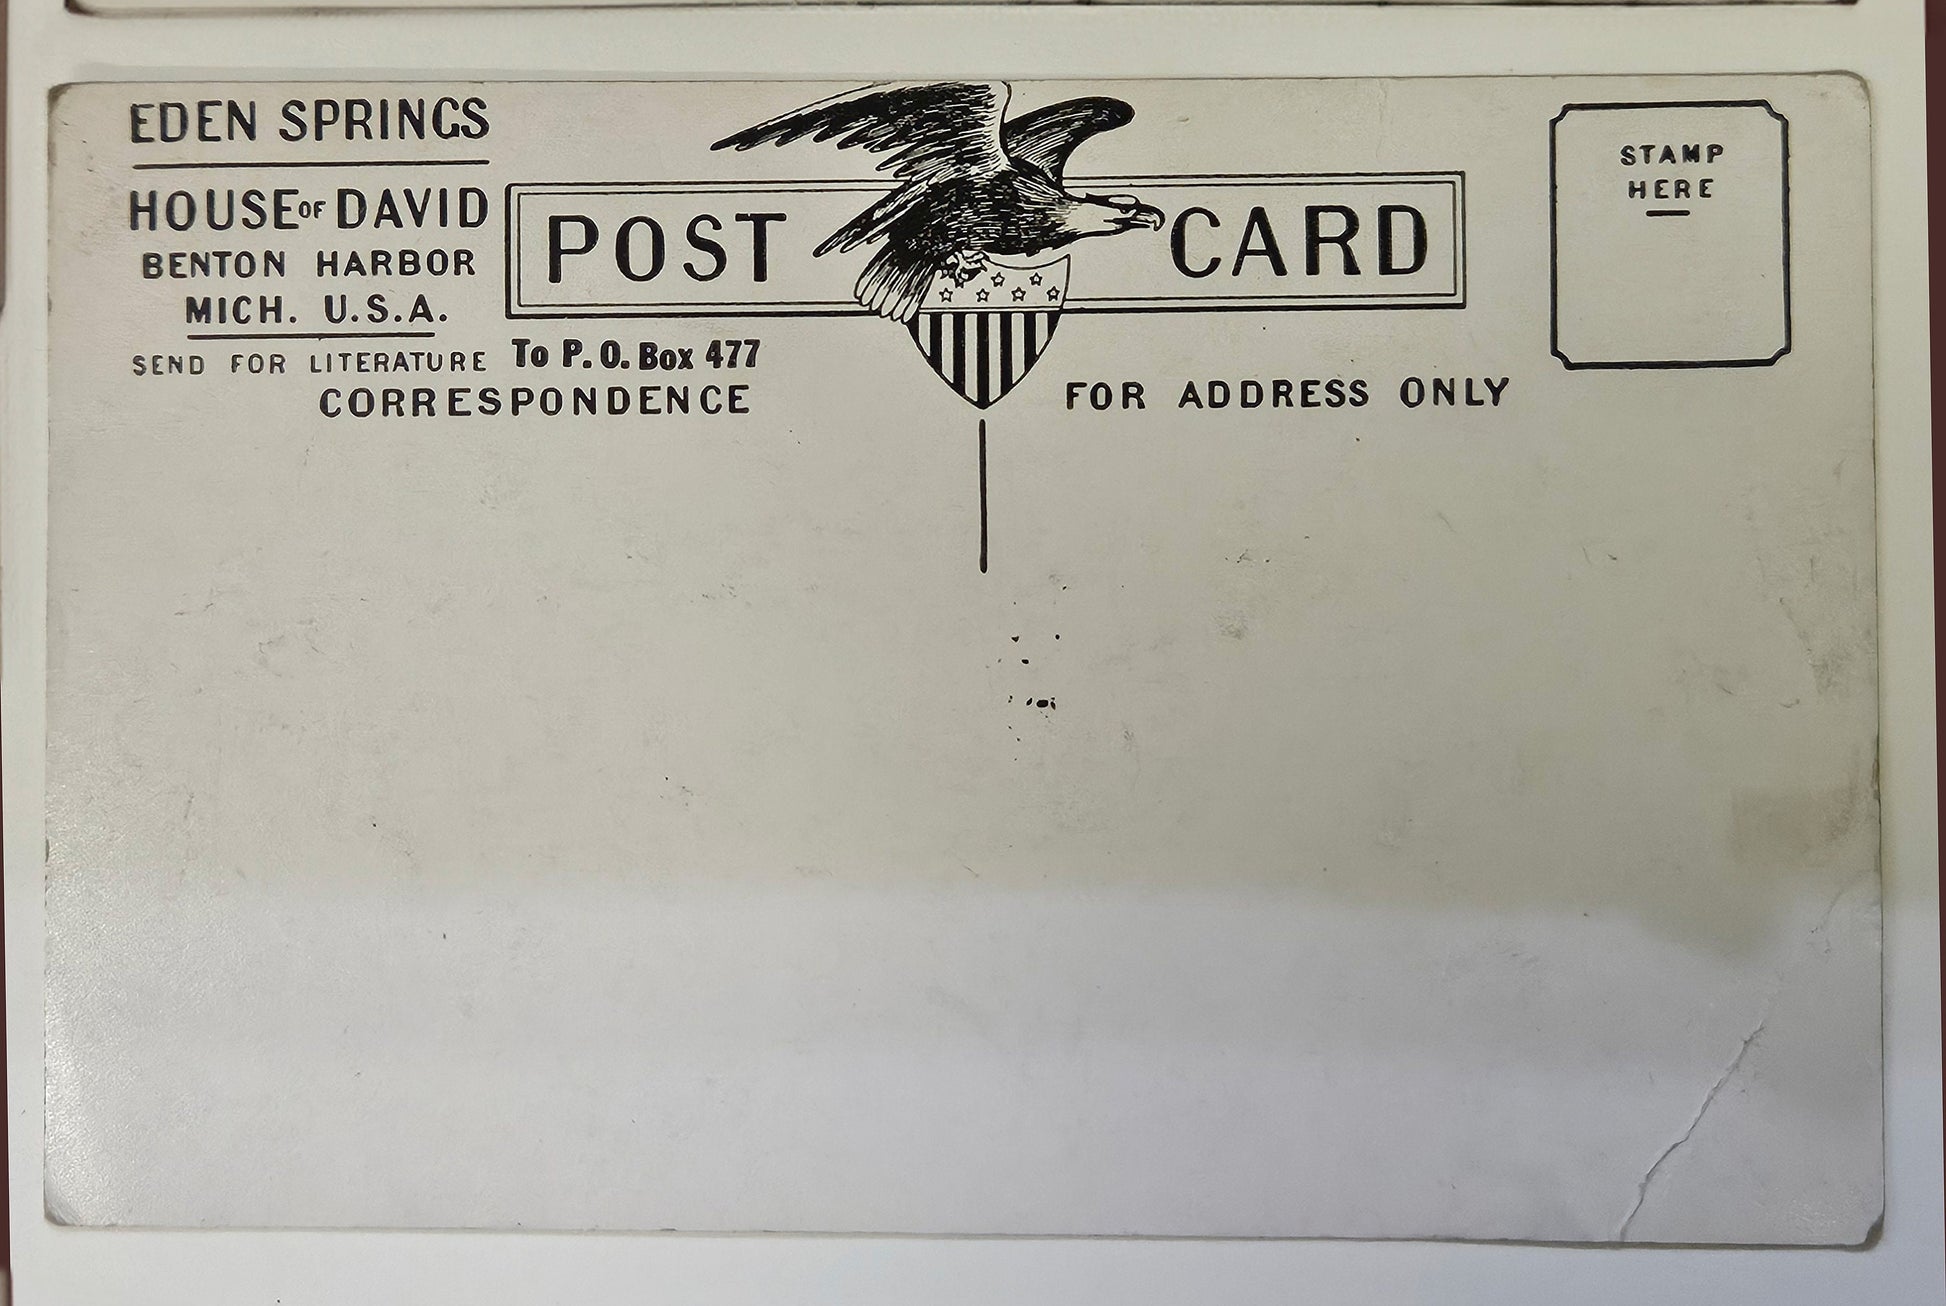 EDEN SPRINGS
HOUSE OF DAVID
BENTON HARBOR
MICH. U.S.A.
SEND FOR LITERATURE To P. O. Box 477
POST CARD
CORRESPONDENCE
FOR ADDRESS ONLY
STAMP
HERE